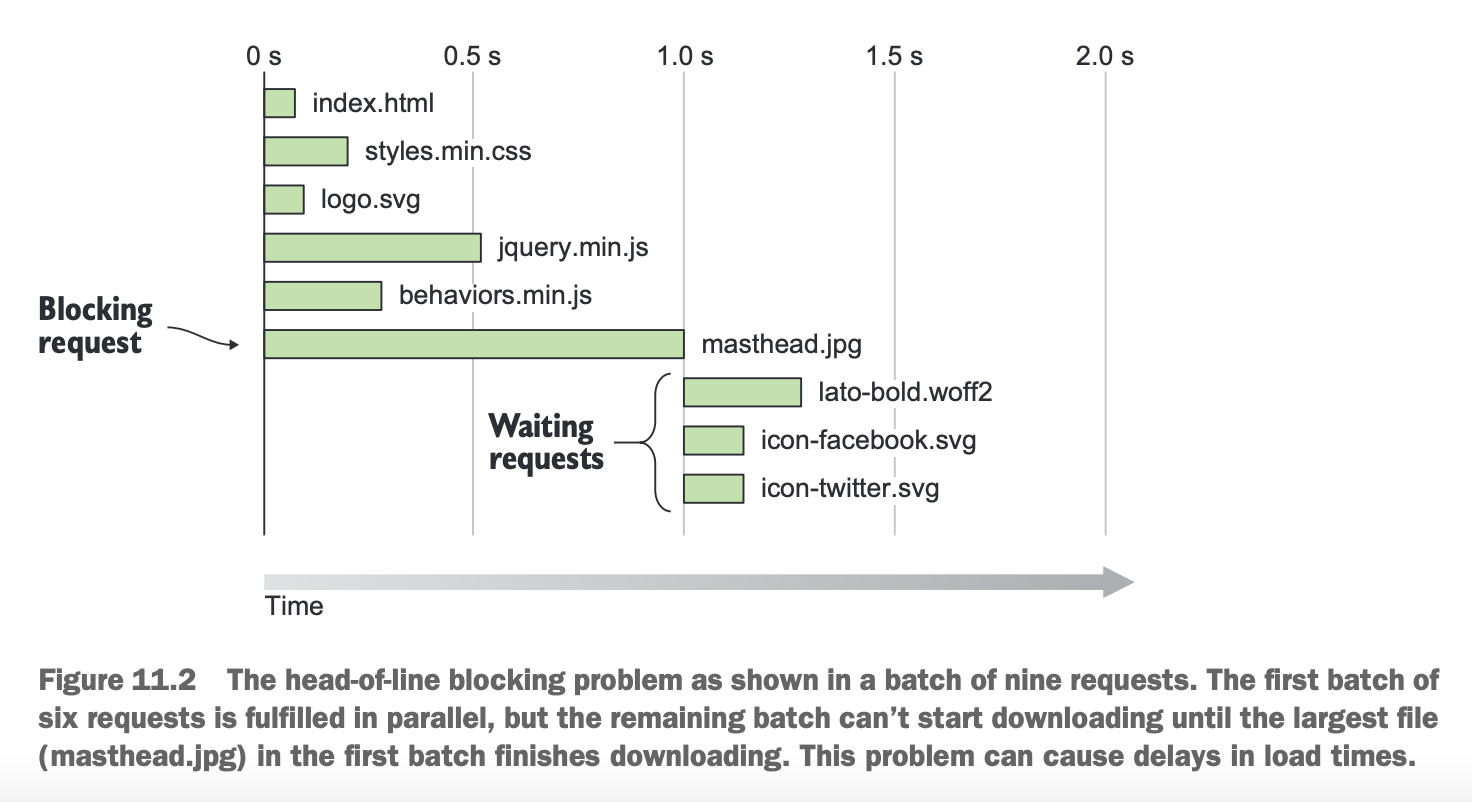 0 s 0.5 s 1.0 s 1.5 s 2.0 s
index.html
styles.min.css
logo.svg
jquery.min.js
behaviors.min.js
Blocking
request
masthead.jpg
lato-bold.woff2
Waiting
requests
icon-facebook.svg
icon-twitter.svg
Time
Figure 11.2 The head-of-line blocking problem as shown in a batch of nine requests. The first batch of
six requests is fulfilled in parallel, but the remaining batch can’t start downloading until the largest file
(masthead.jpg) in the first batch finishes downloading. This problem can cause delays in load times.